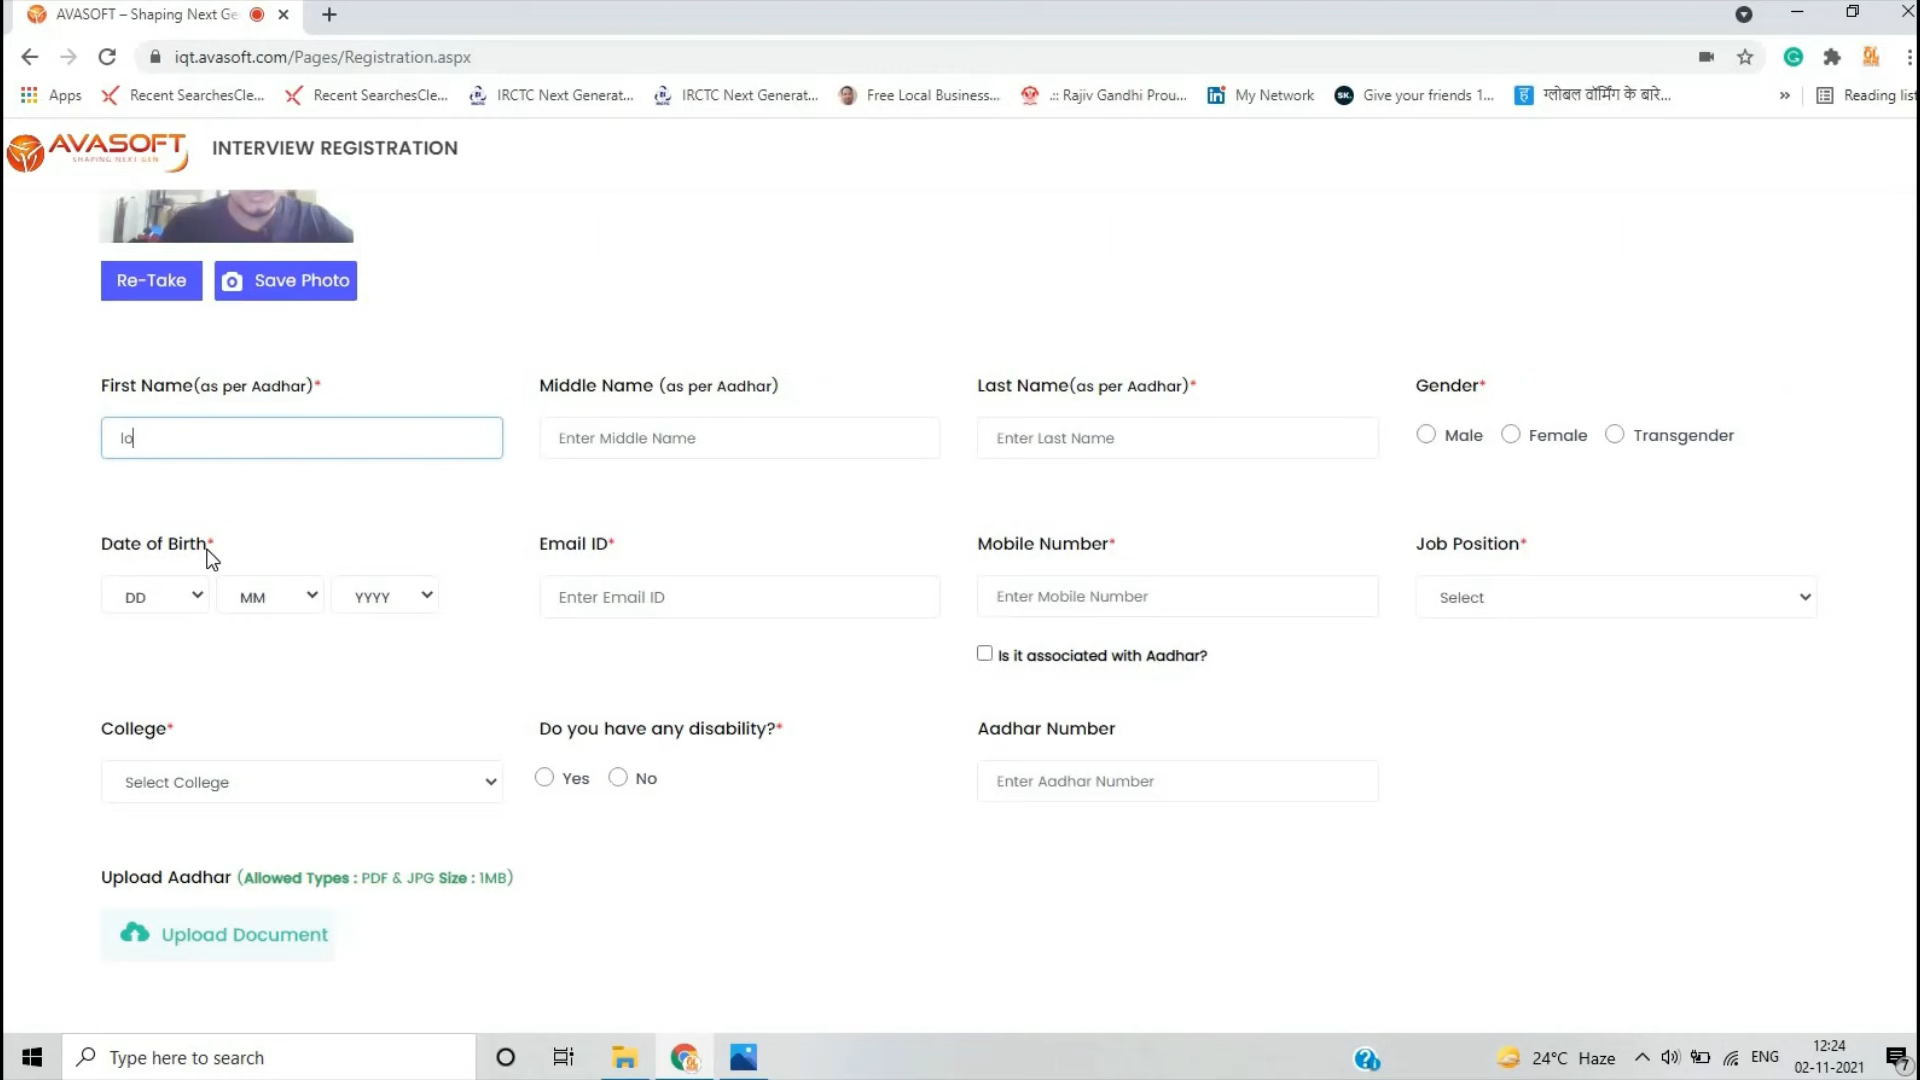 AVASOFT – Shaping Next Ge
iqt.avasoft.com/Pages/Registration.aspx
Apps
Recent SearchesCle...
Recent SearchesCle...
IRCTC Next Generat...
IRCTC Next Generat...
Free Local Business...
.:: Rajiv Gandhi Prou...
in
My Network
SK.
Give your friends 1...
ह
ग्लोबल वॉर्मिंग के बारे...
»
Reading list
AVASOFT
SHAPING NEXT GEN
INTERVIEW REGISTRATION
Re-Take
Save Photo
First Name(as per Aadhar)*
Middle Name (as per Aadhar)
Last Name(as per Aadhar)*
Gender*
lo
Enter Middle Name
Enter Last Name
Male
Female
Transgender
Date of Birth*
Email ID*
Mobile Number*
Job Position*
DD
MM
YYYY
Enter Email ID
Enter Mobile Number
Select
Is it associated with Aadhar?
College*
Do you have any disability?*
Aadhar Number
Select College
Yes
No
Enter Aadhar Number
Upload Aadhar (Allowed Types : PDF & JPG Size : 1MB)
Upload Document
Type here to search
24°C Haze
ENG
12:24
02-11-2021
7